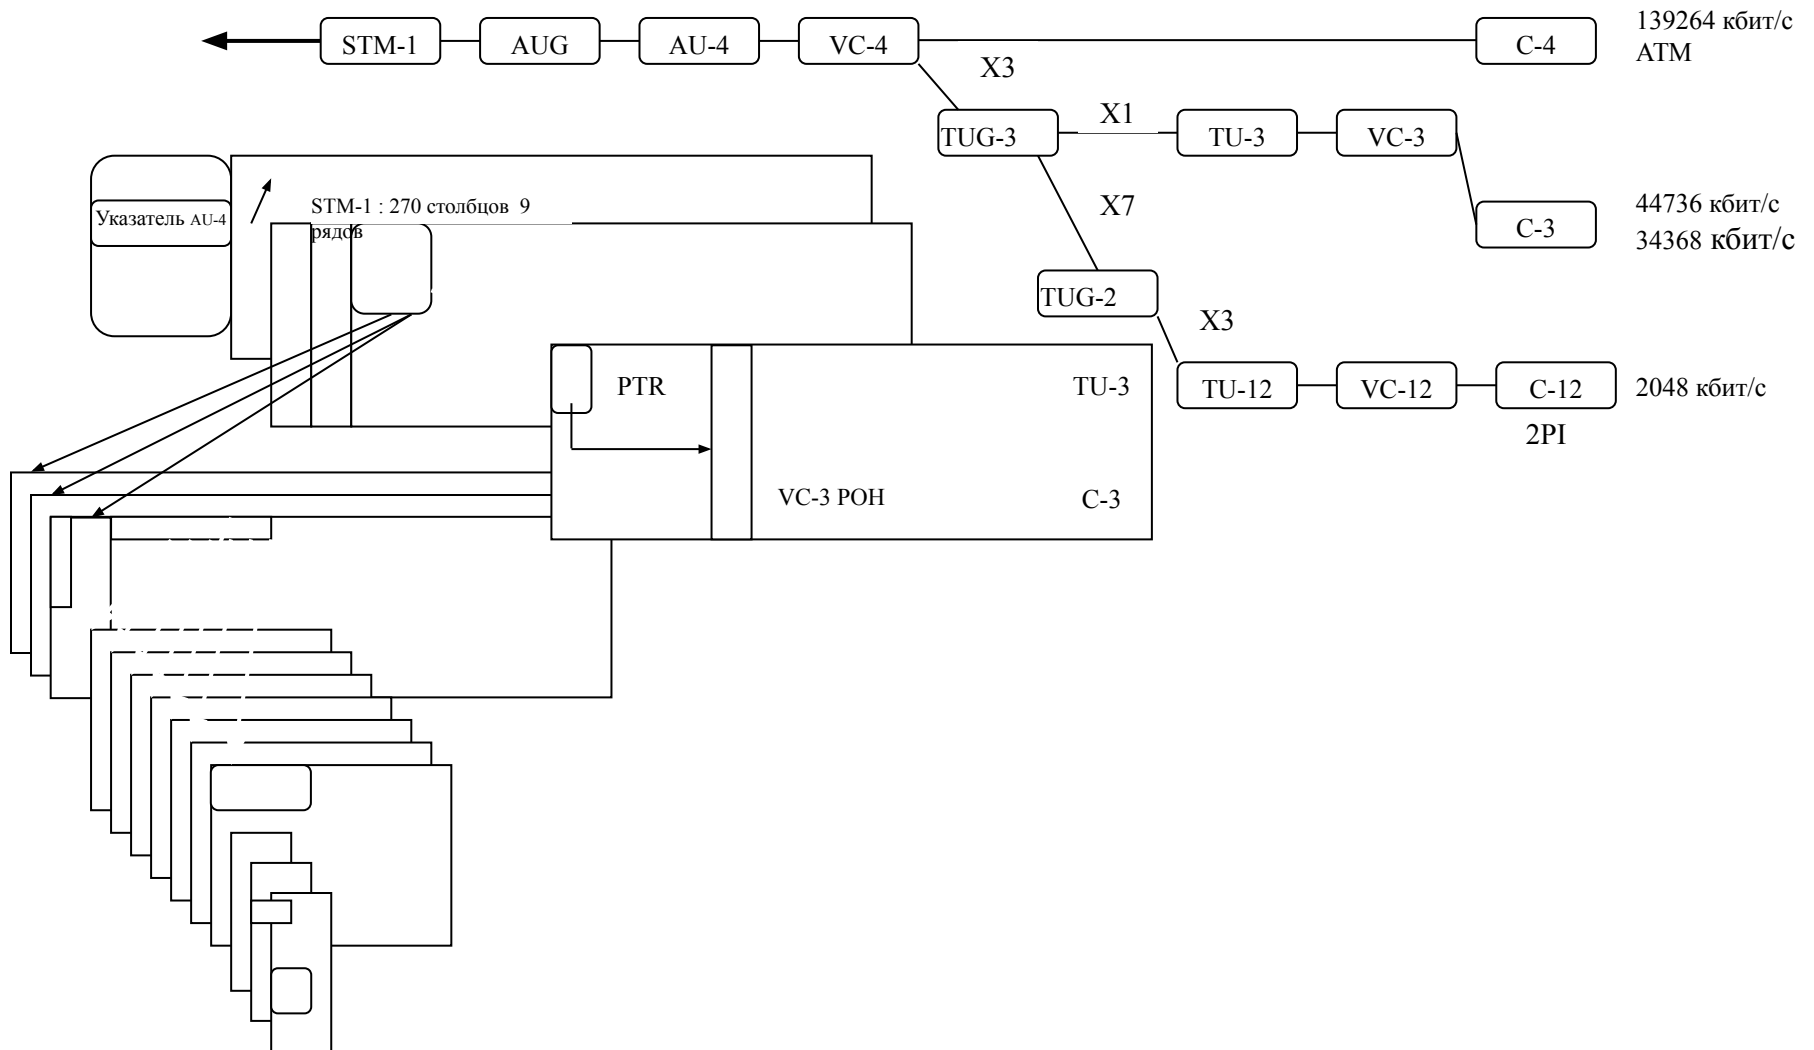 STM-1
AUG
AU-4
VC-4
C-4
139264 кбит/с
ATM
X3
TUG-3
X1
TU-3
VC-3
X7
C-3
44736 кбит/с
34368 кбит/с
Указатель AU-4
STM-1 : 270 столбцов 9
рядов
TUG-2
X3
TU-12
VC-12
C-12
2048 кбит/с
2PI
PTR
TU-3
VC-3 POH
C-3